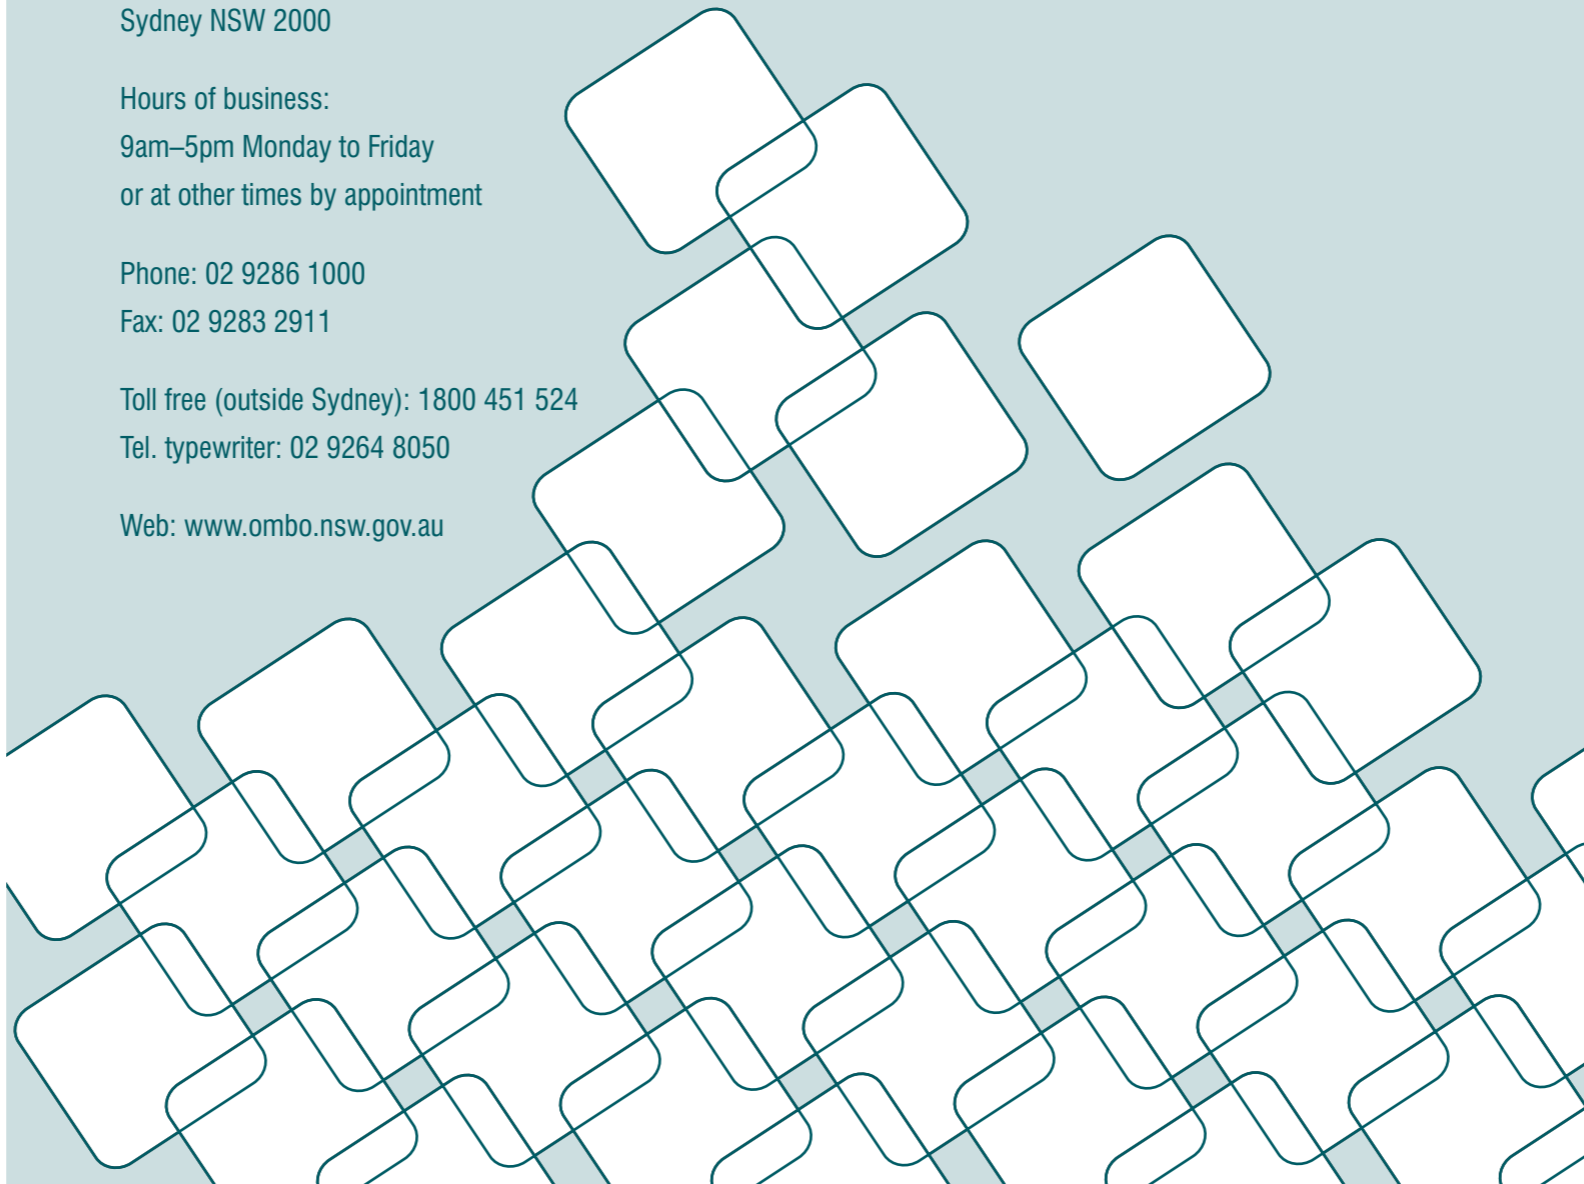 Sydney NSW 2000
Hours of business:
9am–5pm Monday to Friday
or at other times by appointment
Phone: 02 9286 1000
Fax: 02 9283 2911
Toll free (outside Sydney): 1800 451 524
Tel. typewriter: 02 9264 8050
Web: www.ombo.nsw.gov.au